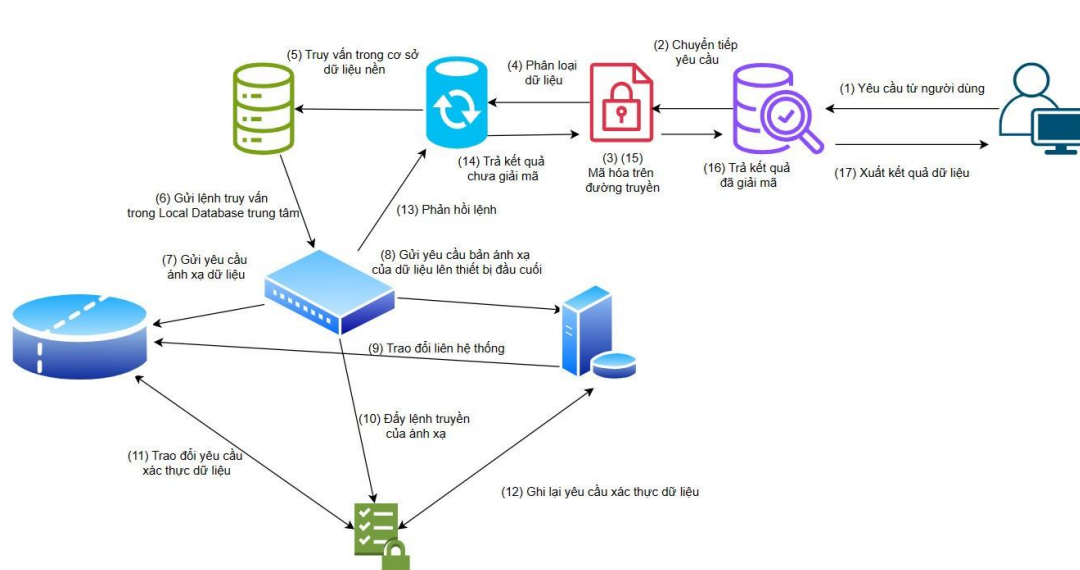 (2) Chuyển tiếp
yêu cầu
(5) Truy vấn trong cơ sở
dữ liệu nền
(4) Phân loại
dữ liệu
(1) Yêu cầu từ người dùng
(14) Trả kết quả
chưa giải mã
(3) (15)
Mã hóa trên
đường truyền
(16) Trả kết quả
đã giải mã
(17) Xuất kết quả dữ liệu
(6) Gửi lệnh truy vấn
trong Local Database trung tâm
(13) Phản hồi lệnh
(7) Gửi yêu cầu
ánh xạ dữ liệu
(8) Gửi yêu cầu bản ánh xạ
của dữ liệu lên thiết bị đầu cuối
(9) Trao đổi liên hệ thống
(10) Đẩy lệnh truyền
của ánh xạ
(11) Trao đổi yêu cầu
xác thực dữ liệu
(12) Ghi lại yêu cầu xác thực dữ liệu